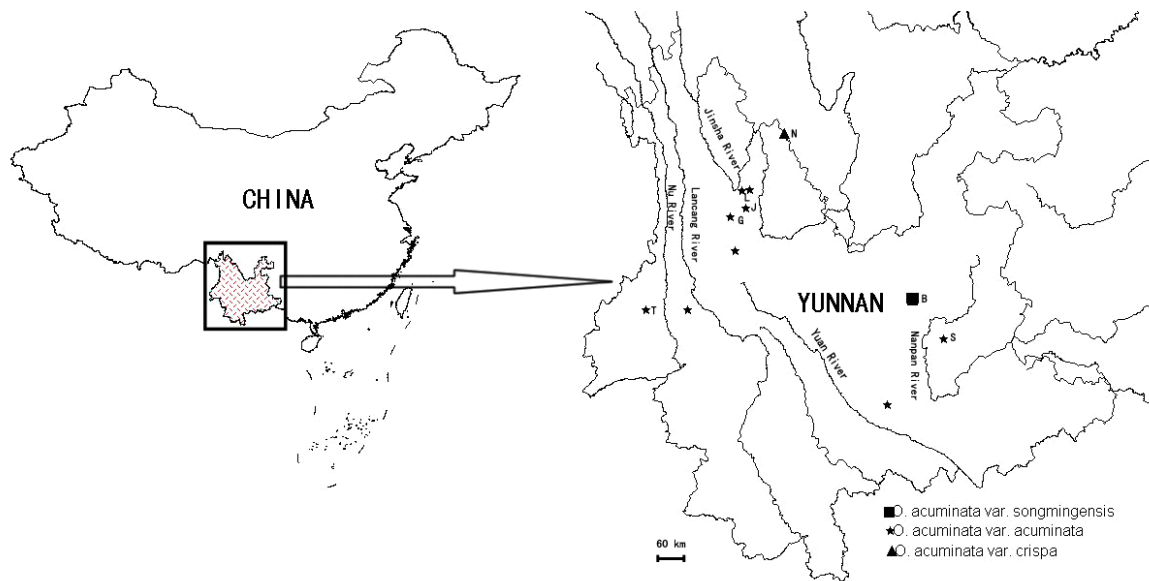 CHINA
N
Jinsha River
L
J
G
Nu River
Lancang River
YUNNAN
B
T
S
Yuan River
Nanpan River
O. acuminata var. songmingensis
O. acuminata var. acuminata
O. acuminata var. crispa
60 km